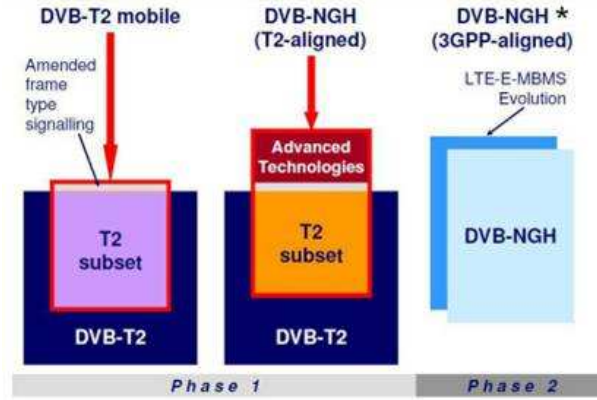 DVB-T2 mobile
DVB-NGH
(T2-aligned)
DVB-NGH *
(3GPP-aligned)
Amended
frame
type
signalling
LTE-E-MBMS
Evolution
Advanced
Technologies
T2
subset
T2
subset
DVB-NGH
DVB-T2
DVB-T2
Phase 1
Phase 2